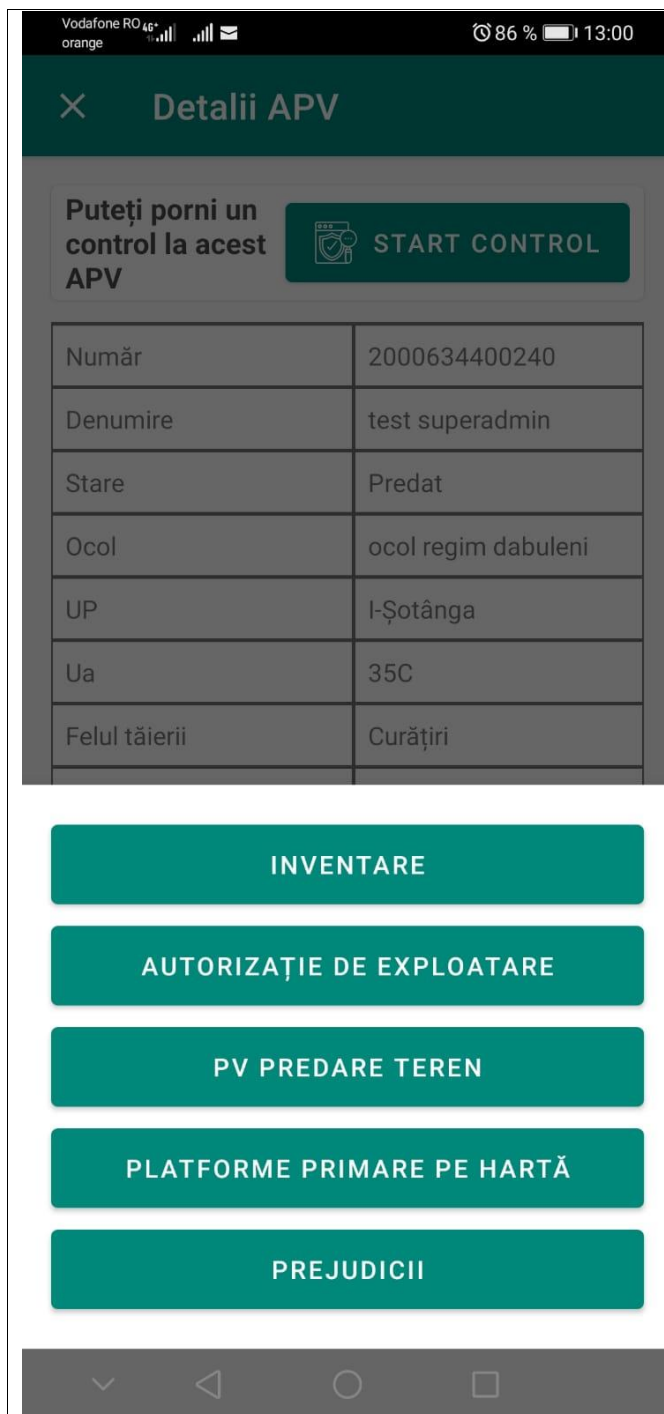 Vodafone RO 4G+ 86 % 13:00
orange
Detalii APV
Puteți porni un
control la acest
APV
START CONTROL
Număr 2000634400240
Denumire test superadmin
Stare Predat
Ocol ocol regim dabuleni
UP I-Șotânga
Ua 35C
Felul tăierii Curățiri
INVENTARE
AUTORIZAȚIE DE EXPLOATARE
PV PREDARE TEREN
PLATFORME PRIMARE PE HARTĂ
PREJUDICII